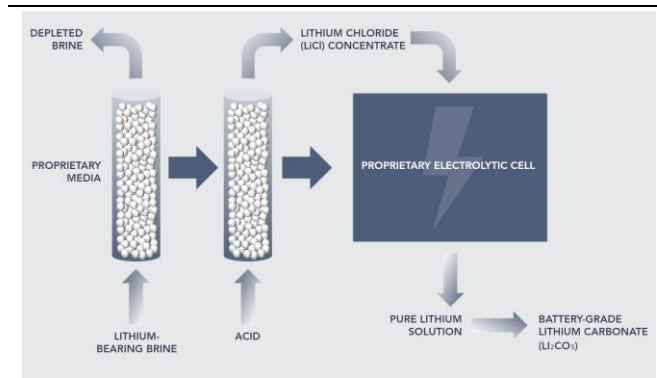 DEPLETED
BRINE
LITHIUM CHLORIDE
(LiCl) CONCENTRATE
PROPRIETARY
MEDIA
PROPRIETARY ELECTROLYTIC CELL
LITHIUM-
BEARING BRINE
ACID
PURE LITHIUM
SOLUTION
BATTERY-GRADE
LITHIUM CARBONATE
(LI₂CO₃)